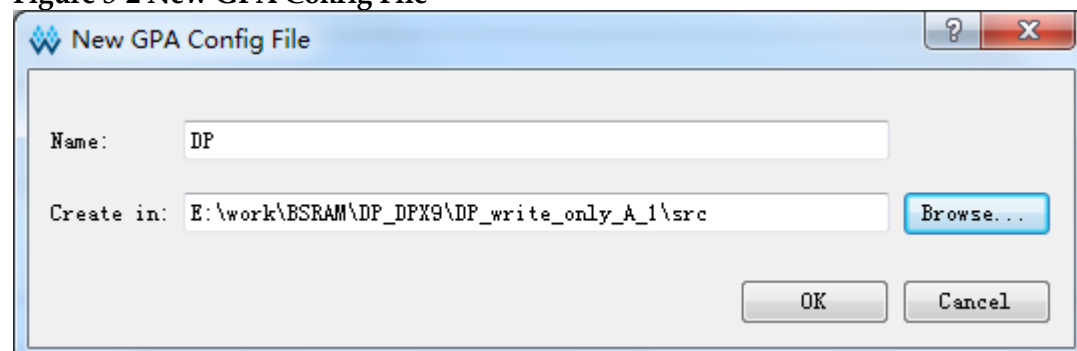 Figure 3-2 New GPA Config File
New GPA Config File
Name: DP
Create in: E:\work\BSRAM\DP_DPX9\DP_write_only_A_1\src Browse...
OK Cancel